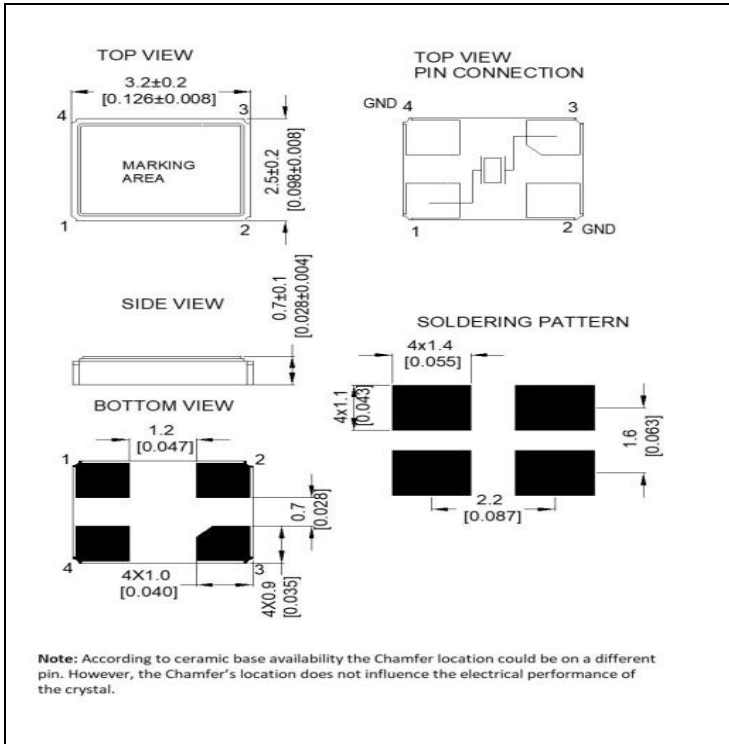 TOP VIEW
3.2±0.2
[0.126±0.008]
4
3
MARKING
AREA
2.5±0.2
[0.098±0.008]
1
2
TOP VIEW
PIN CONNECTION
GND 4
3
1
2 GND
SIDE VIEW
0.7±0.1
[0.028±0.004]
BOTTOM VIEW
1.2
[0.047]
1
2
0.7
[0.028]
4
3
4X1.0
[0.040]
4X0.9
[0.035]
SOLDERING PATTERN
4x1.4
[0.055]
4x1.1
[0.043]
1.6
[0.063]
2.2
[0.087]
Note: According to ceramic base availability the Chamfer location could be on a different
pin. However, the Chamfer's location does not influence the electrical performance of
the crystal.